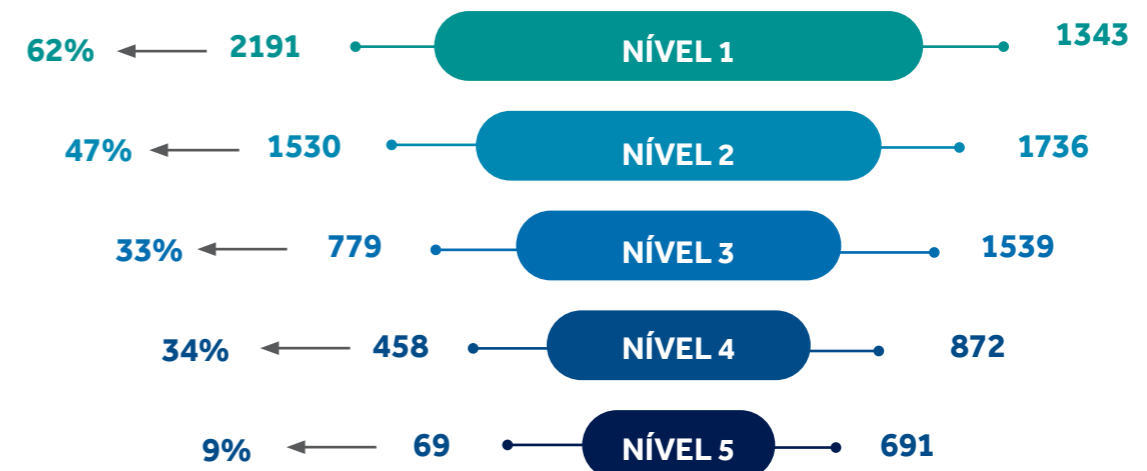 62% 2191 NÍVEL 1 1343
47% 1530 NÍVEL 2 1736
33% 779 NÍVEL 3 1539
34% 458 NÍVEL 4 872
9% 69 NÍVEL 5 691